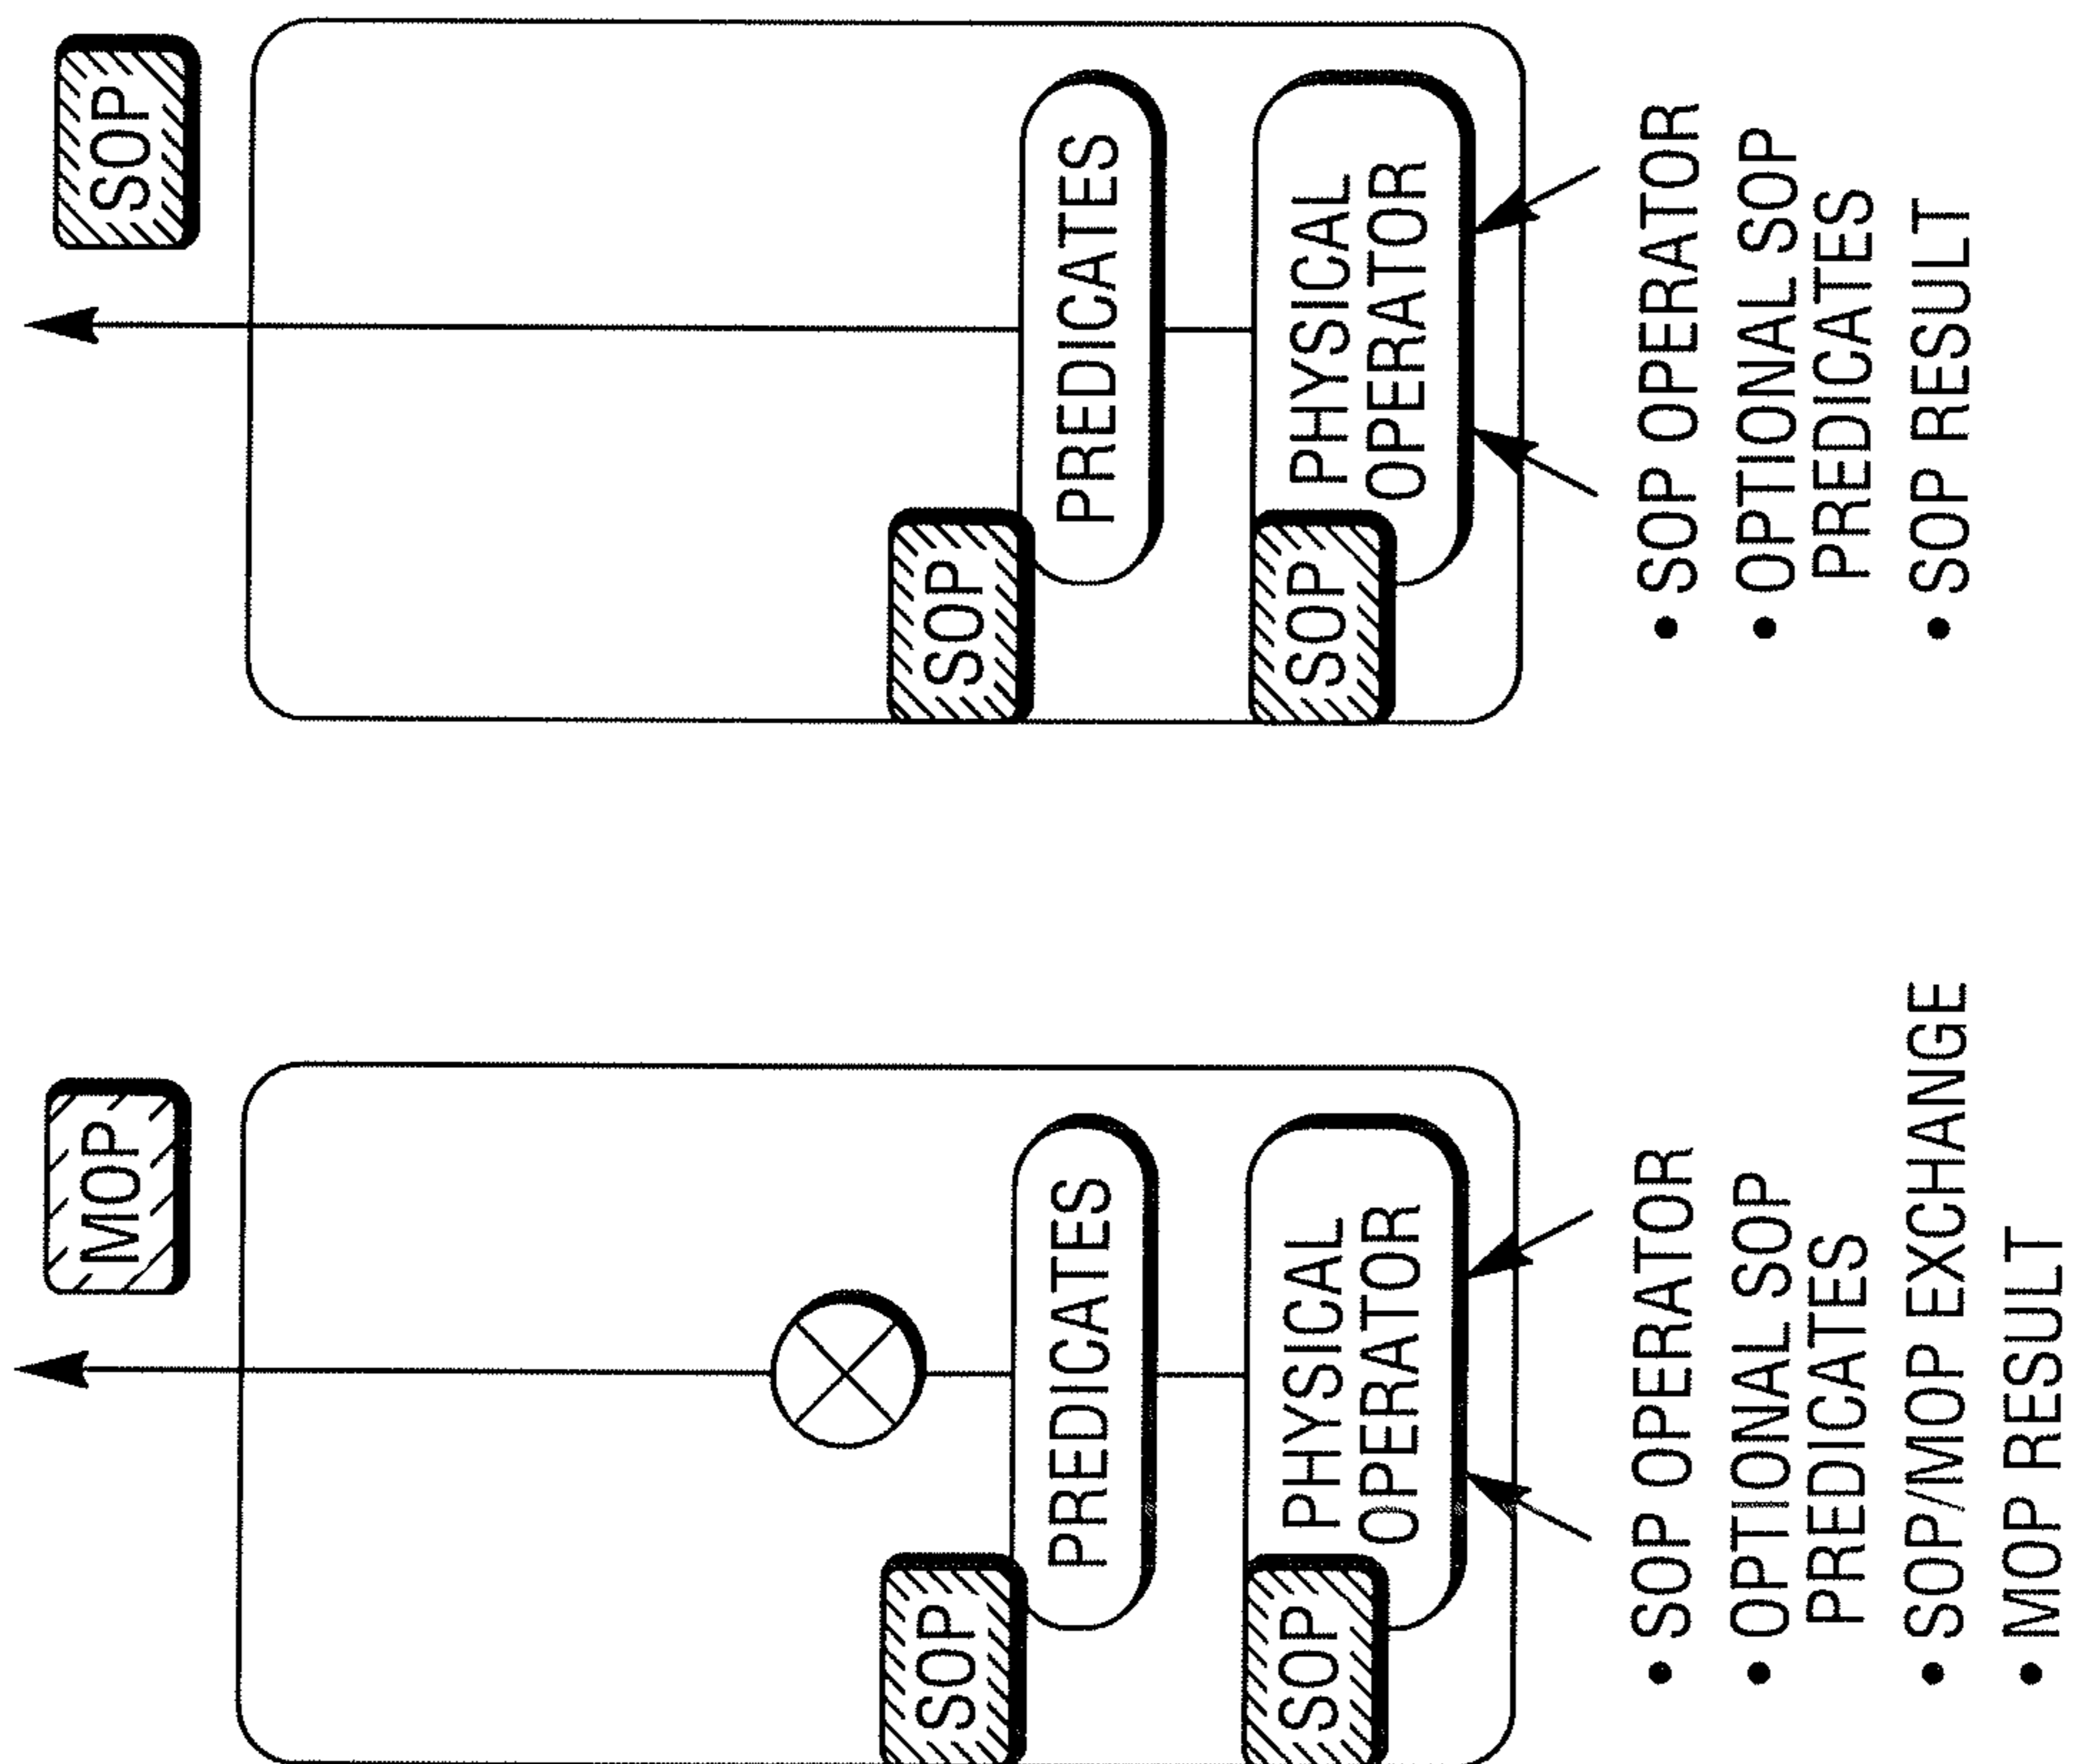 MOP
SOP
PREDICATES
SOP
PHYSICAL
OPERATOR
• SOP OPERATOR
• OPTIONAL SOP
PREDICATES
• SOP/MOP EXCHANGE
• MOP RESULT
SOP
SOP
PREDICATES
SOP
PHYSICAL
OPERATOR
• SOP OPERATOR
• OPTIONAL SOP
PREDICATES
• SOP RESULT